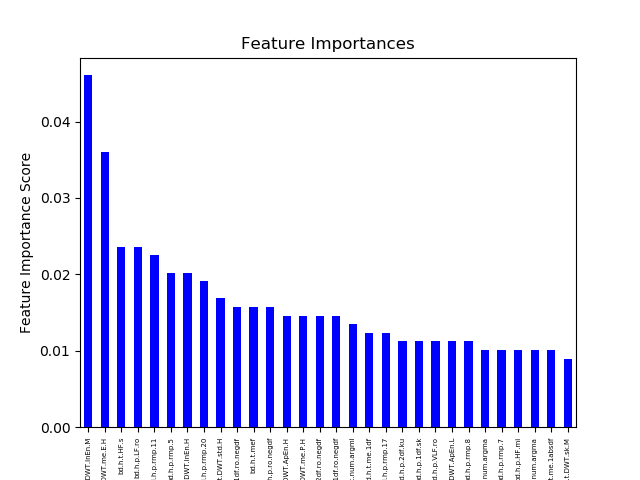 Feature Importances
Feature Importance Score
0.04
0.03
0.02
0.01
0.00
DWT.InEn.M
DWT.me.E.H
bd.h.t.HF.s
bd.h.p.LF.ro
.h.p.rmp.11
d.h.p.rmp.5
DWT.InEn.H
.h.p.rmp.20
t.DWT.std.H
1df.ro.negdf
bd.h.t.mef
h.p.ro.negdf
DWT.ApEn.H
DWT.me.P.H
2df.ro.negdf
1df.ro.negdf
.num.argmi
d.h.t.me.1df
.h.p.rmp.17
d.h.p.2df.ku
d.h.p.1df.sk
d.h.p.VLF.ro
DWT.ApEn.L
d.h.p.rmp.8
num.argma
d.h.p.rmp.7
d.h.p.HF.mi
num.argma
t.me.1absdf
.t.DWT.sk.M